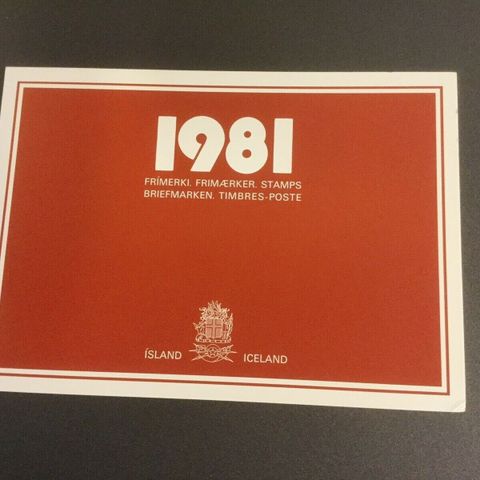 1981
FRÍMERKI. FRIMÆRKER. STAMPS
BRIEFMARKEN. TIMBRES-POSTE
ÍSLAND ICELAND